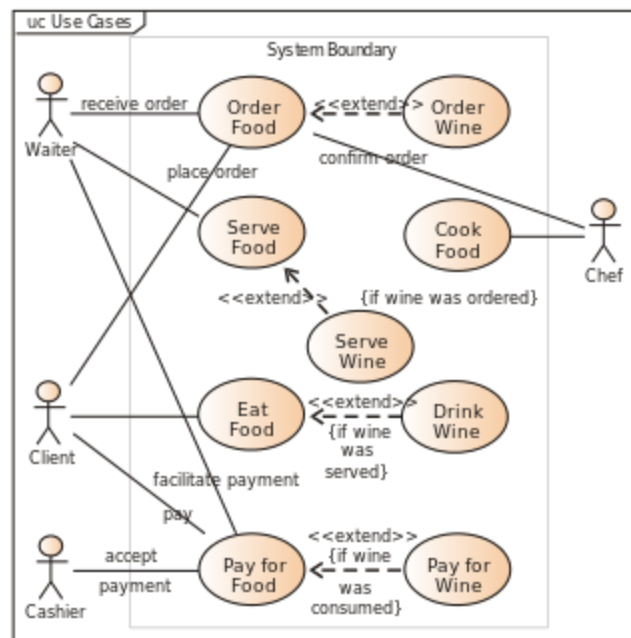 uc Use Cases
System Boundary
receive order
Order
Food
<<extend>>
Order
Wine
Waiter
place order
confirm order
Serve
Food
Cook
Food
Chef
<<extend>>
{if wine was ordered}
Serve
Wine
Eat
Food
<<extend>>
{if wine
was
served}
Drink
Wine
Client
facilitate payment
pay
accept
payment
Pay for
Food
<<extend>>
{if wine
was
consumed}
Pay for
Wine
Cashier